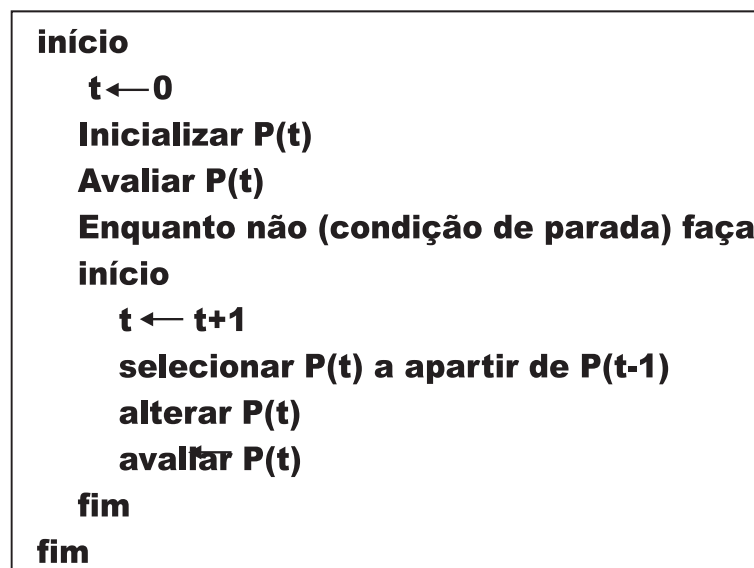 início
t ← 0
Inicializar P(t)
Avaliar P(t)
Enquanto não (condição de parada) faça
início
t ← t+1
selecionar P(t) a apartir de P(t-1)
alterar P(t)
avaliar P(t)
fim
fim